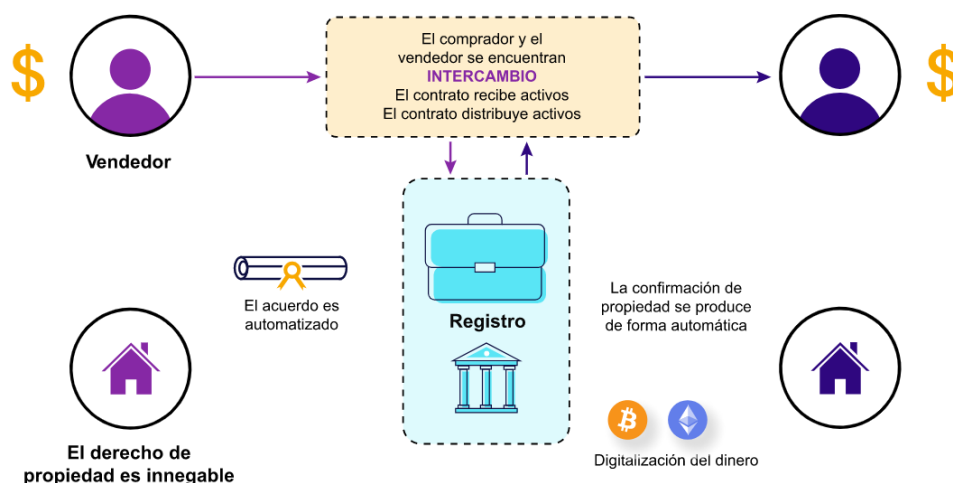 $
El comprador y el
vendedor se encuentran
INTERCAMBIO
El contrato recibe activos
El contrato distribuye activos
$
Vendedor
El acuerdo es
automatizado
Registro
La confirmación de
propiedad se produce
de forma automática
El derecho de
propiedad es innegable
Digitalización del dinero